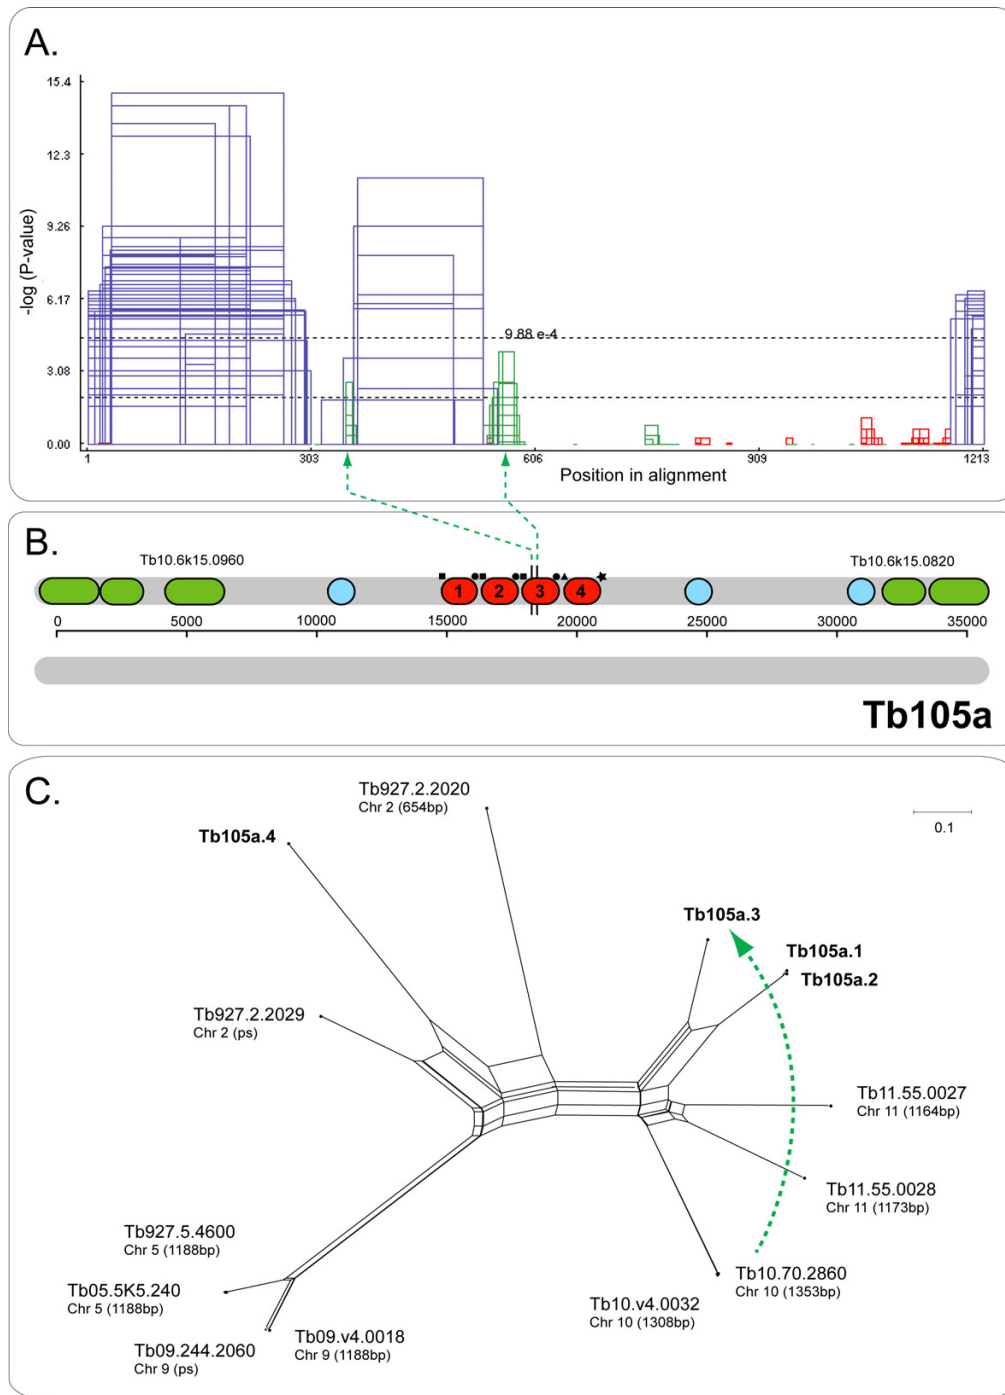 A.
15.4
12.3
9.26
6.17
3.08
0.00
-log (P-value)
9.88 e-4
1
303
606
909
1213
Position in alignment
B.
Tb10.6k15.0960
Tb10.6k15.0820
1
2
3
4
0
5000
10000
15000
20000
25000
30000
35000
Tb105a
C.
Tb927.2.2020
Chr 2 (654bp)
0.1
Tb105a.4
Tb105a.3
Tb105a.1
Tb105a.2
Tb927.2.2029
Chr 2 (ps)
Tb11.55.0027
Chr 11 (1164bp)
Tb11.55.0028
Chr 11 (1173bp)
Tb927.5.4600
Chr 5 (1188bp)
Tb05.5K5.240
Chr 5 (1188bp)
Tb10.70.2860
Chr 10 (1353bp)
Tb10.v4.0032
Chr 10 (1308bp)
Tb09.v4.0018
Chr 9 (1188bp)
Tb09.244.2060
Chr 9 (ps)